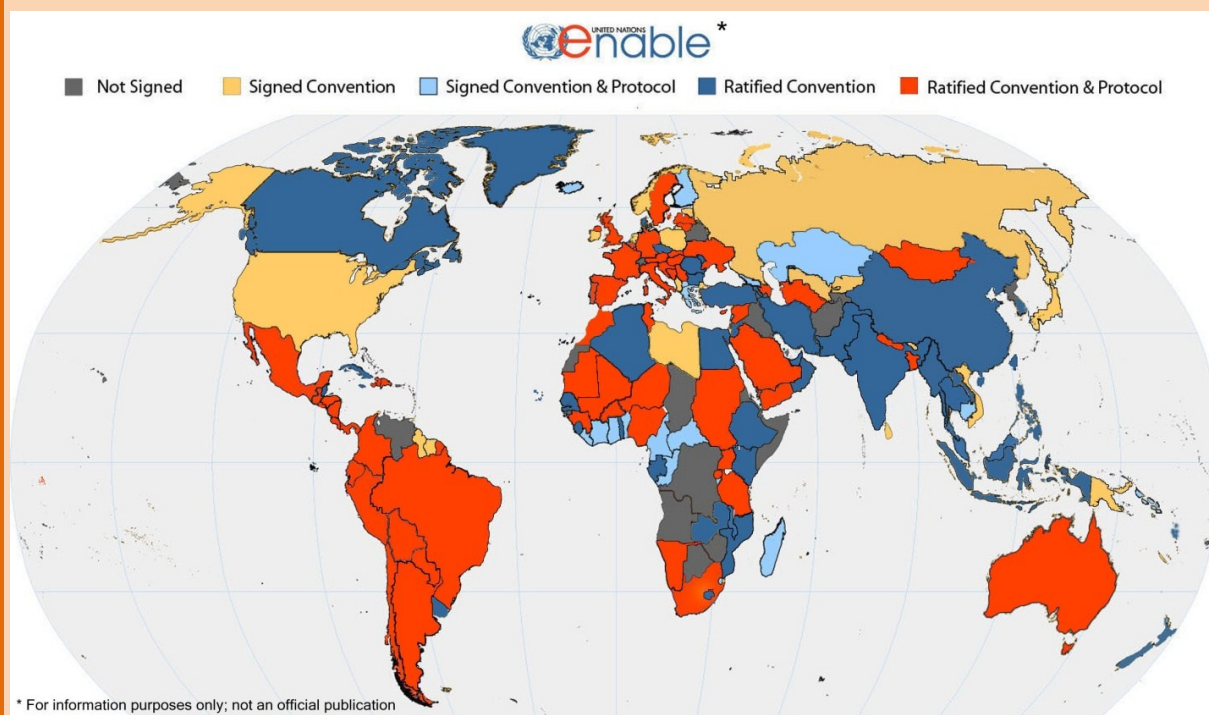 UNITED NATIONS
enable *
Not Signed
Signed Convention
Signed Convention & Protocol
Ratified Convention
Ratified Convention & Protocol
* For information purposes only; not an official publication